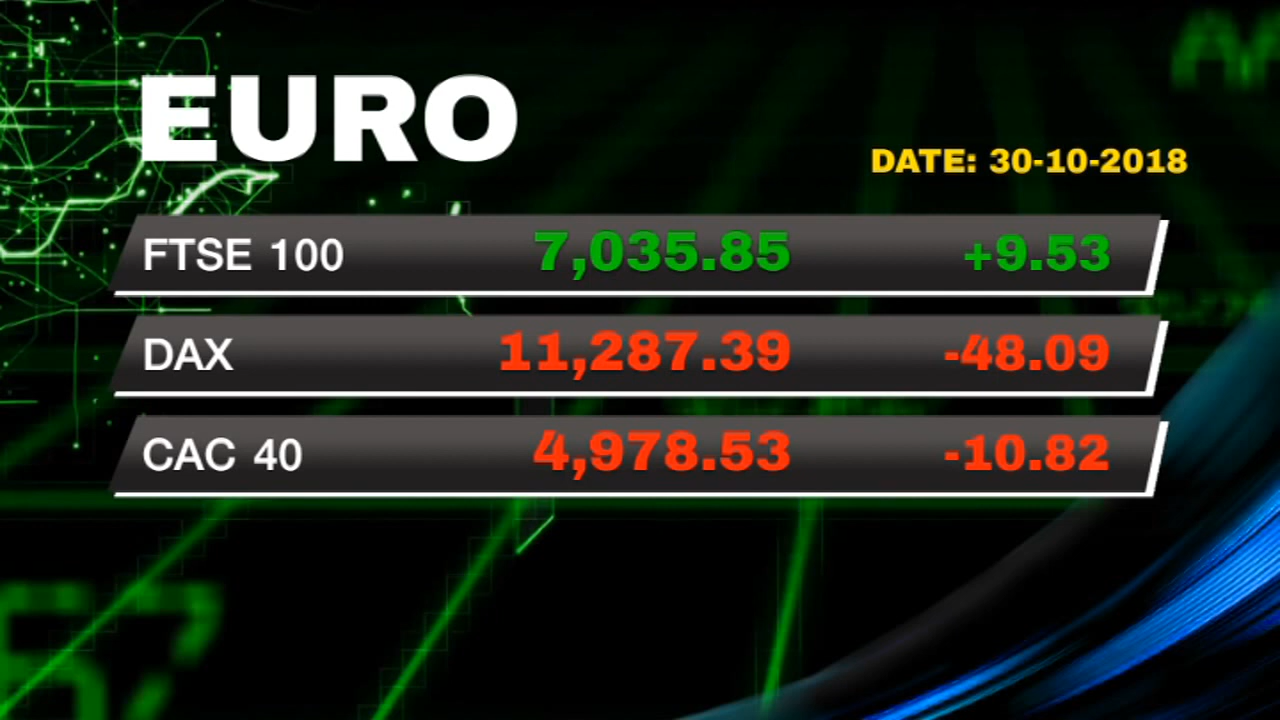 EURO
DATE: 30-10-2018
FTSE 100 7,035.85 +9.53
DAX 11,287.39 -48.09
CAC 40 4,978.53 -10.82